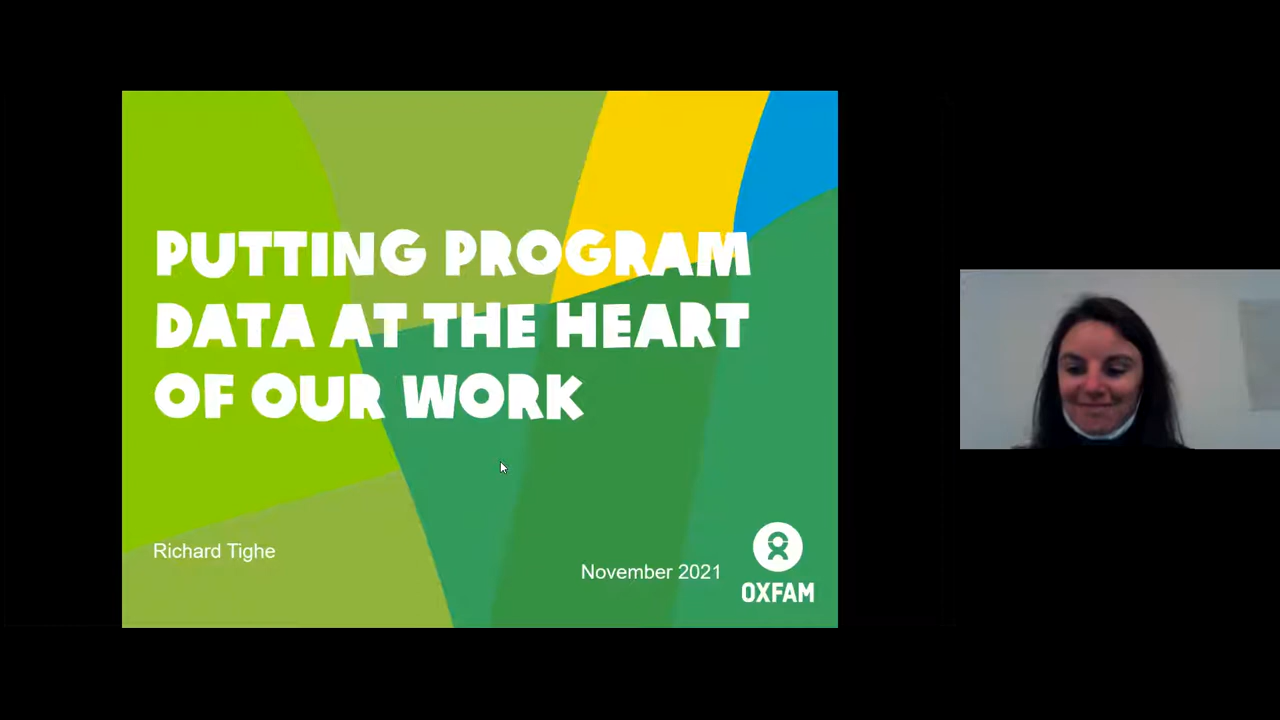 PUTTING PROGRAM
DATA AT THE HEART
OF OUR WORK
Richard Tighe
November 2021
OXFAM